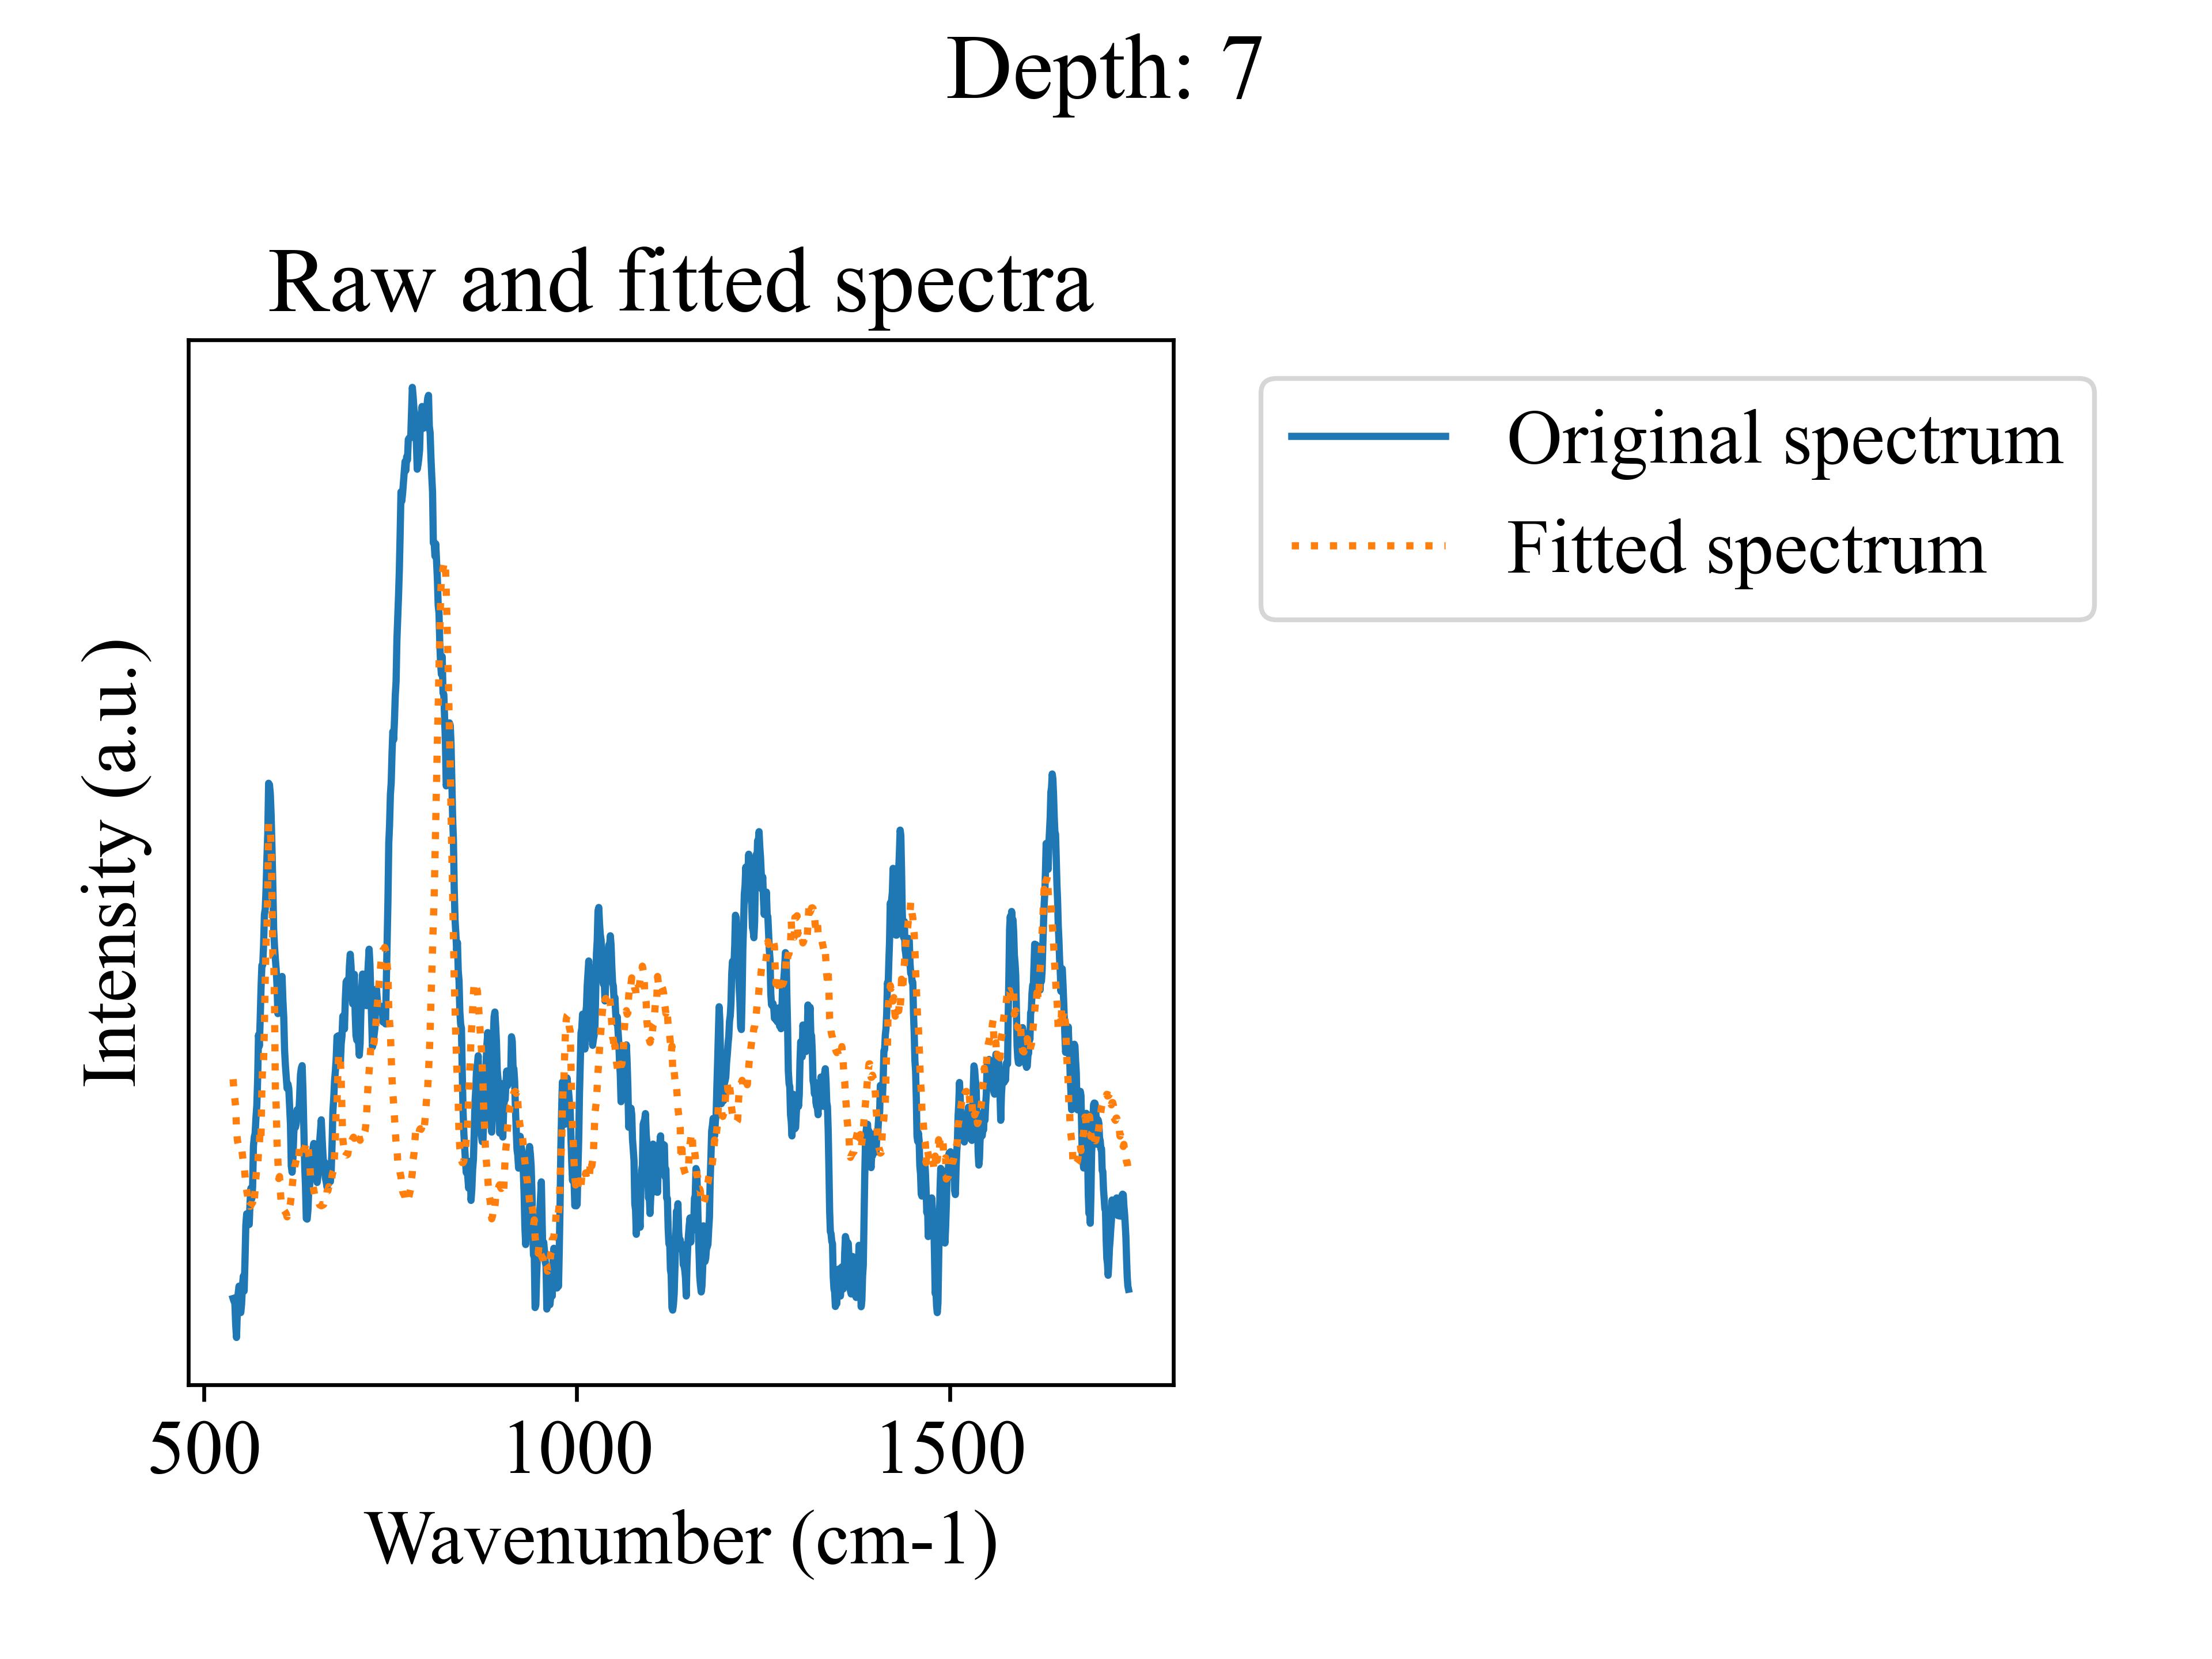 Depth: 7
Raw and fitted spectra
Original spectrum
Fitted spectrum
Intensity (a.u.)
500 1000 1500
Wavenumber (cm-1)